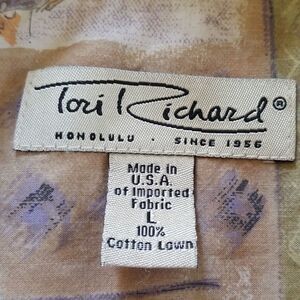 Tori Richard®
HONOLULU · SINCE 1956
Made in
U.S.A.
of Imported
Fabric
L
100%
Cotton Lawn